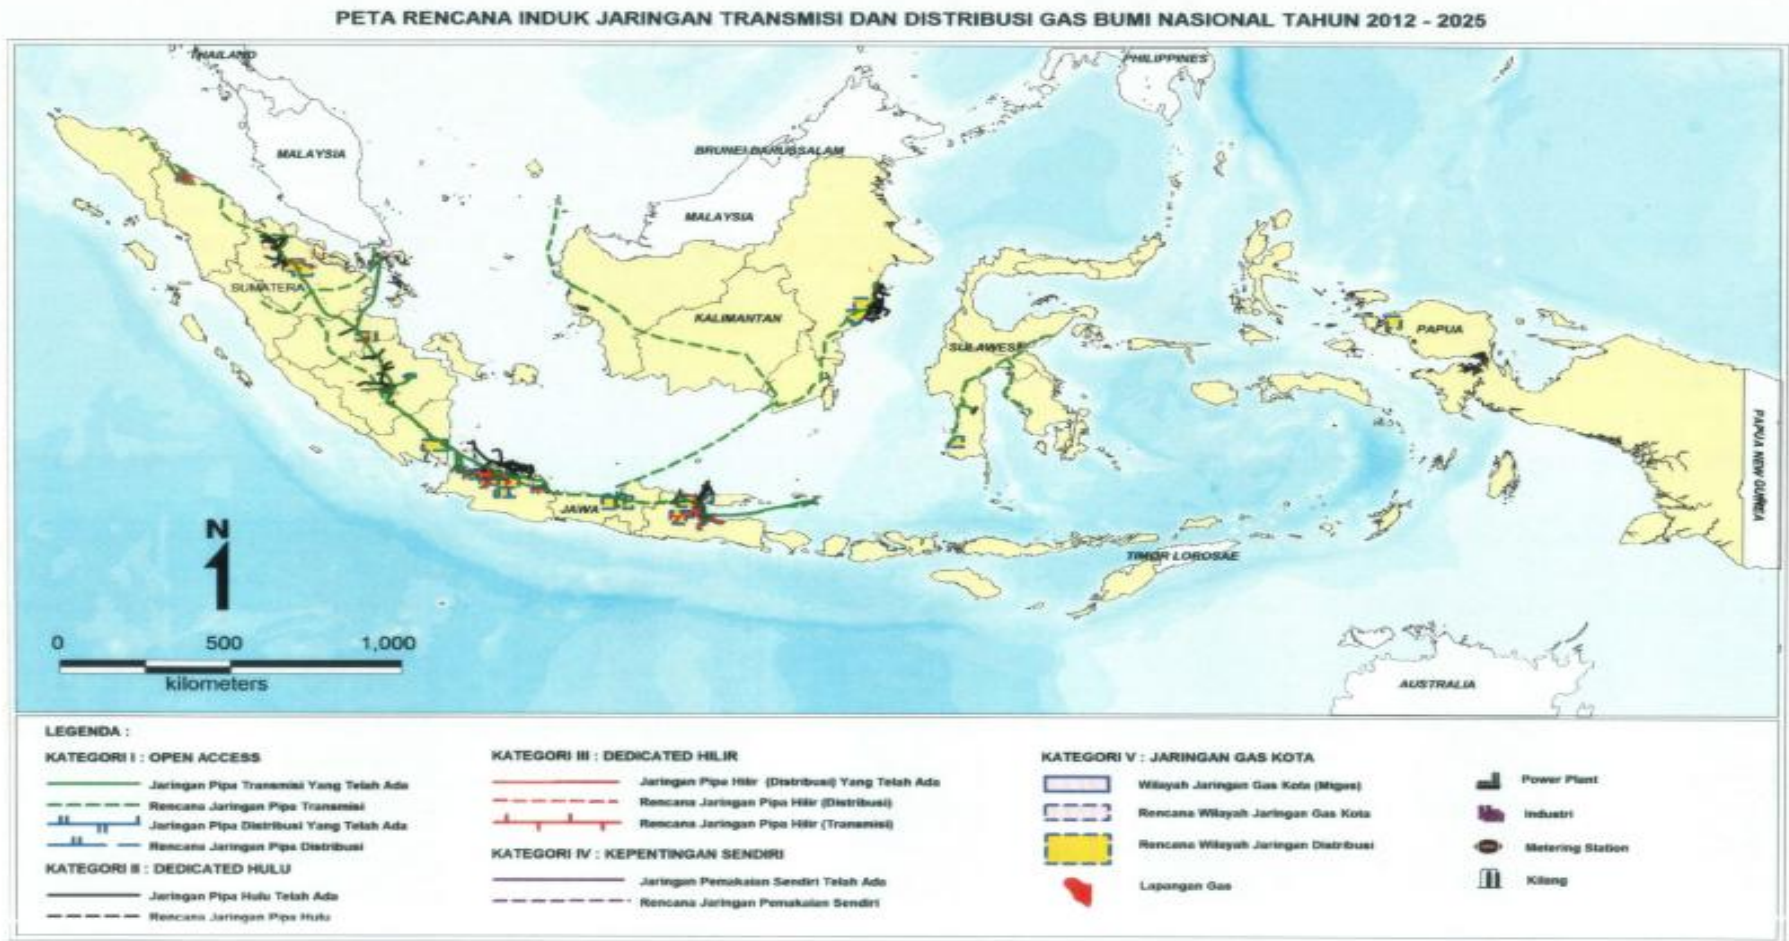 PETA RENCANA INDUK JARINGAN TRANSMISI DAN DISTRIBUSI GAS BUMI NASIONAL TAHUN 2012 - 2025
THAILAND
PHILIPPINES
MALAYSIA
BRUNEI DARUSSALAM
MALAYSIA
SUMATERA
KALIMANTAN
SULAWESI
PAPUA
PAPUA NEW GUINEA
JAWA
TIMOR LOROSAE
AUSTRALIA
N
0 500 1,000
kilometers
LEGENDA :
KATEGORI I : OPEN ACCESS
Jaringan Pipa Transmisi Yang Telah Ada
Rencana Jaringan Pipa Transmisi
Jaringan Pipa Distribusi Yang Telah Ada
Rencana Jaringan Pipa Distribusi
KATEGORI II : DEDICATED HULU
Jaringan Pipa Hulu Telah Ada
Rencana Jaringan Pipa Hulu
KATEGORI III : DEDICATED HILIR
Jaringan Pipa Hilir (Distribusi) Yang Telah Ada
Rencana Jaringan Pipa Hilir (Distribusi)
Rencana Jaringan Pipa Hilir (Transmisi)
KATEGORI IV : KEPENTINGAN SENDIRI
Jaringan Pemakaian Sendiri Telah Ada
Rencana Jaringan Pemakaian Sendiri
KATEGORI V : JARINGAN GAS KOTA
Wilayah Jaringan Gas Kota (Migas)
Rencana Wilayah Jaringan Gas Kota
Rencana Wilayah Jaringan Distribusi
Lapangan Gas
Power Plant
Industri
Metering Station
Kilang